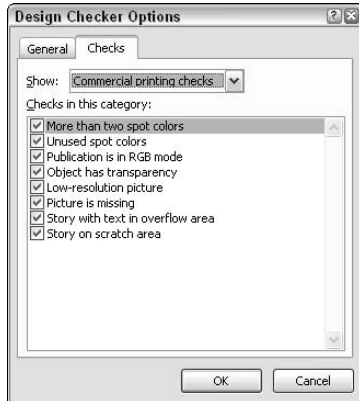 Design Checker Options
General Checks
Show: Commercial printing checks
Checks in this category:
More than two spot colors
Unused spot colors
Publication is in RGB mode
Object has transparency
Low-resolution picture
Picture is missing
Story with text in overflow area
Story on scratch area
OK Cancel